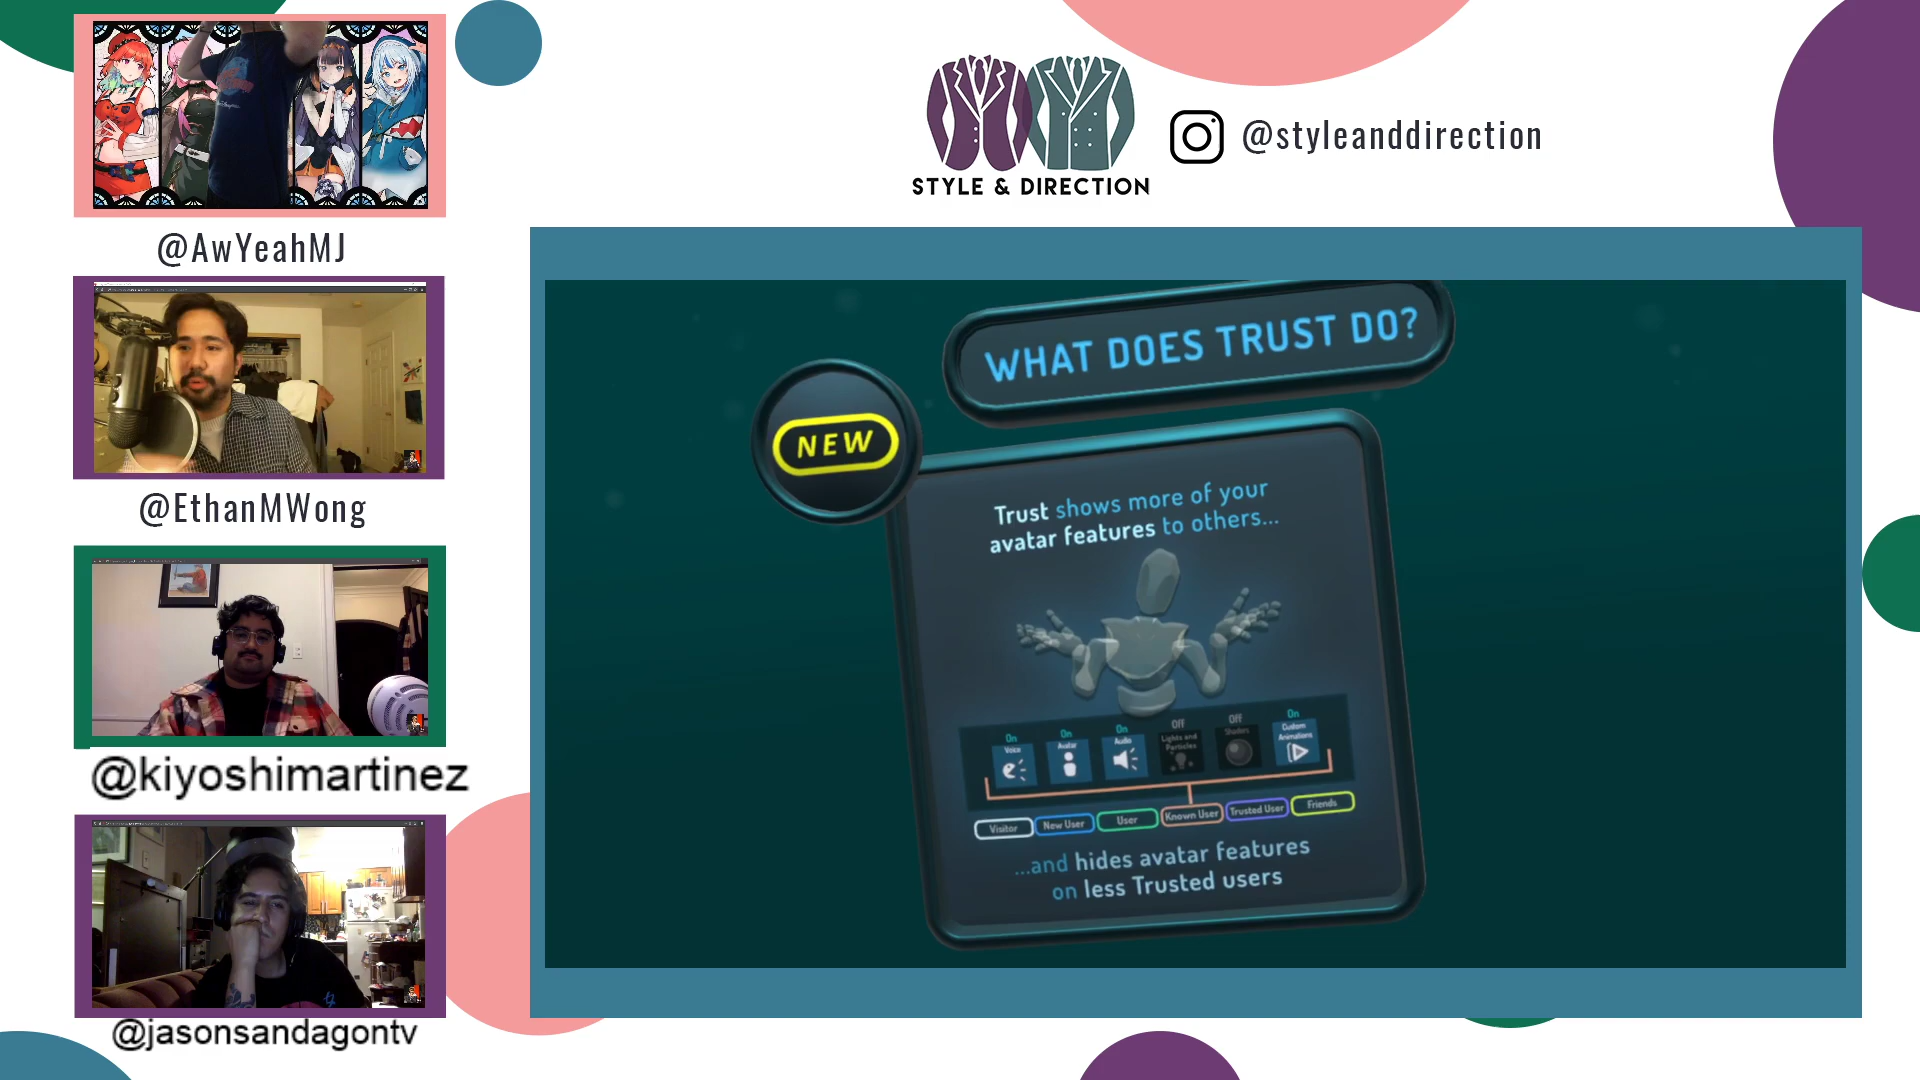 @AwYeahMJ
@EthanMWong
@kiyoshimartinez
@jasonsandagontv
STYLE & DIRECTION
@styleanddirection
WHAT DOES TRUST DO?
NEW
Trust shows more of your
avatar features to others...
On On On Off Off On
Voice Avatar Audio Lights and Particles Shaders Custom Animations
Visitor New User User Known User Trusted User Friends
...and hides avatar features
on less Trusted users